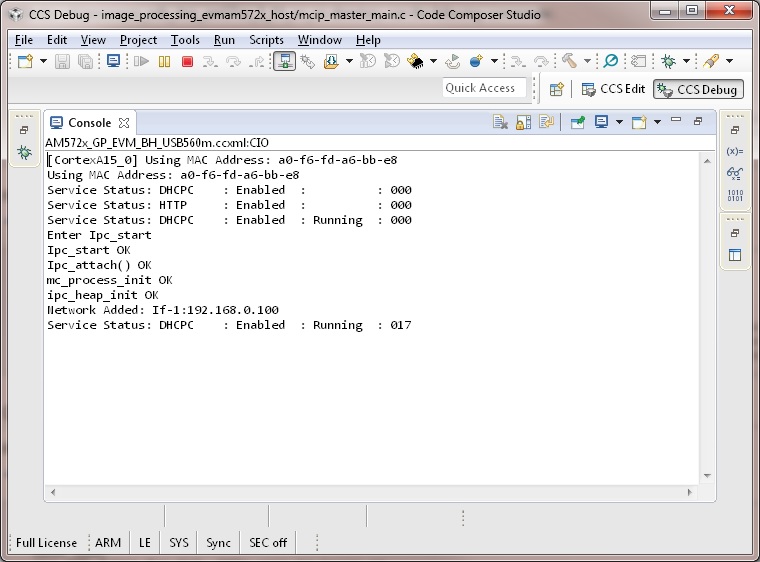 CCS Debug - image_processing_evmam572x_host/mcip_master_main.c - Code Composer Studio
File Edit View Project Tools Run Scripts Window Help
Quick Access
CCS Edit
CCS Debug
Console
AM572x_GP_EVM_BH_USB560m.ccxml:CIO
[CortexA15_0] Using MAC Address: a0-f6-fd-a6-bb-e8
Using MAC Address: a0-f6-fd-a6-bb-e8
Service Status: DHCPC    : Enabled  :          : 000
Service Status: HTTP     : Enabled  :          : 000
Service Status: DHCPC    : Enabled  : Running  : 000
Enter Ipc_start
Ipc_start OK
Ipc_attach() OK
mc_process_init OK
ipc_heap_init OK
Network Added: If-1:192.168.0.100
Service Status: DHCPC    : Enabled  : Running  : 017
(x)=
1010
0101
Full License ARM LE SYS Sync SEC off